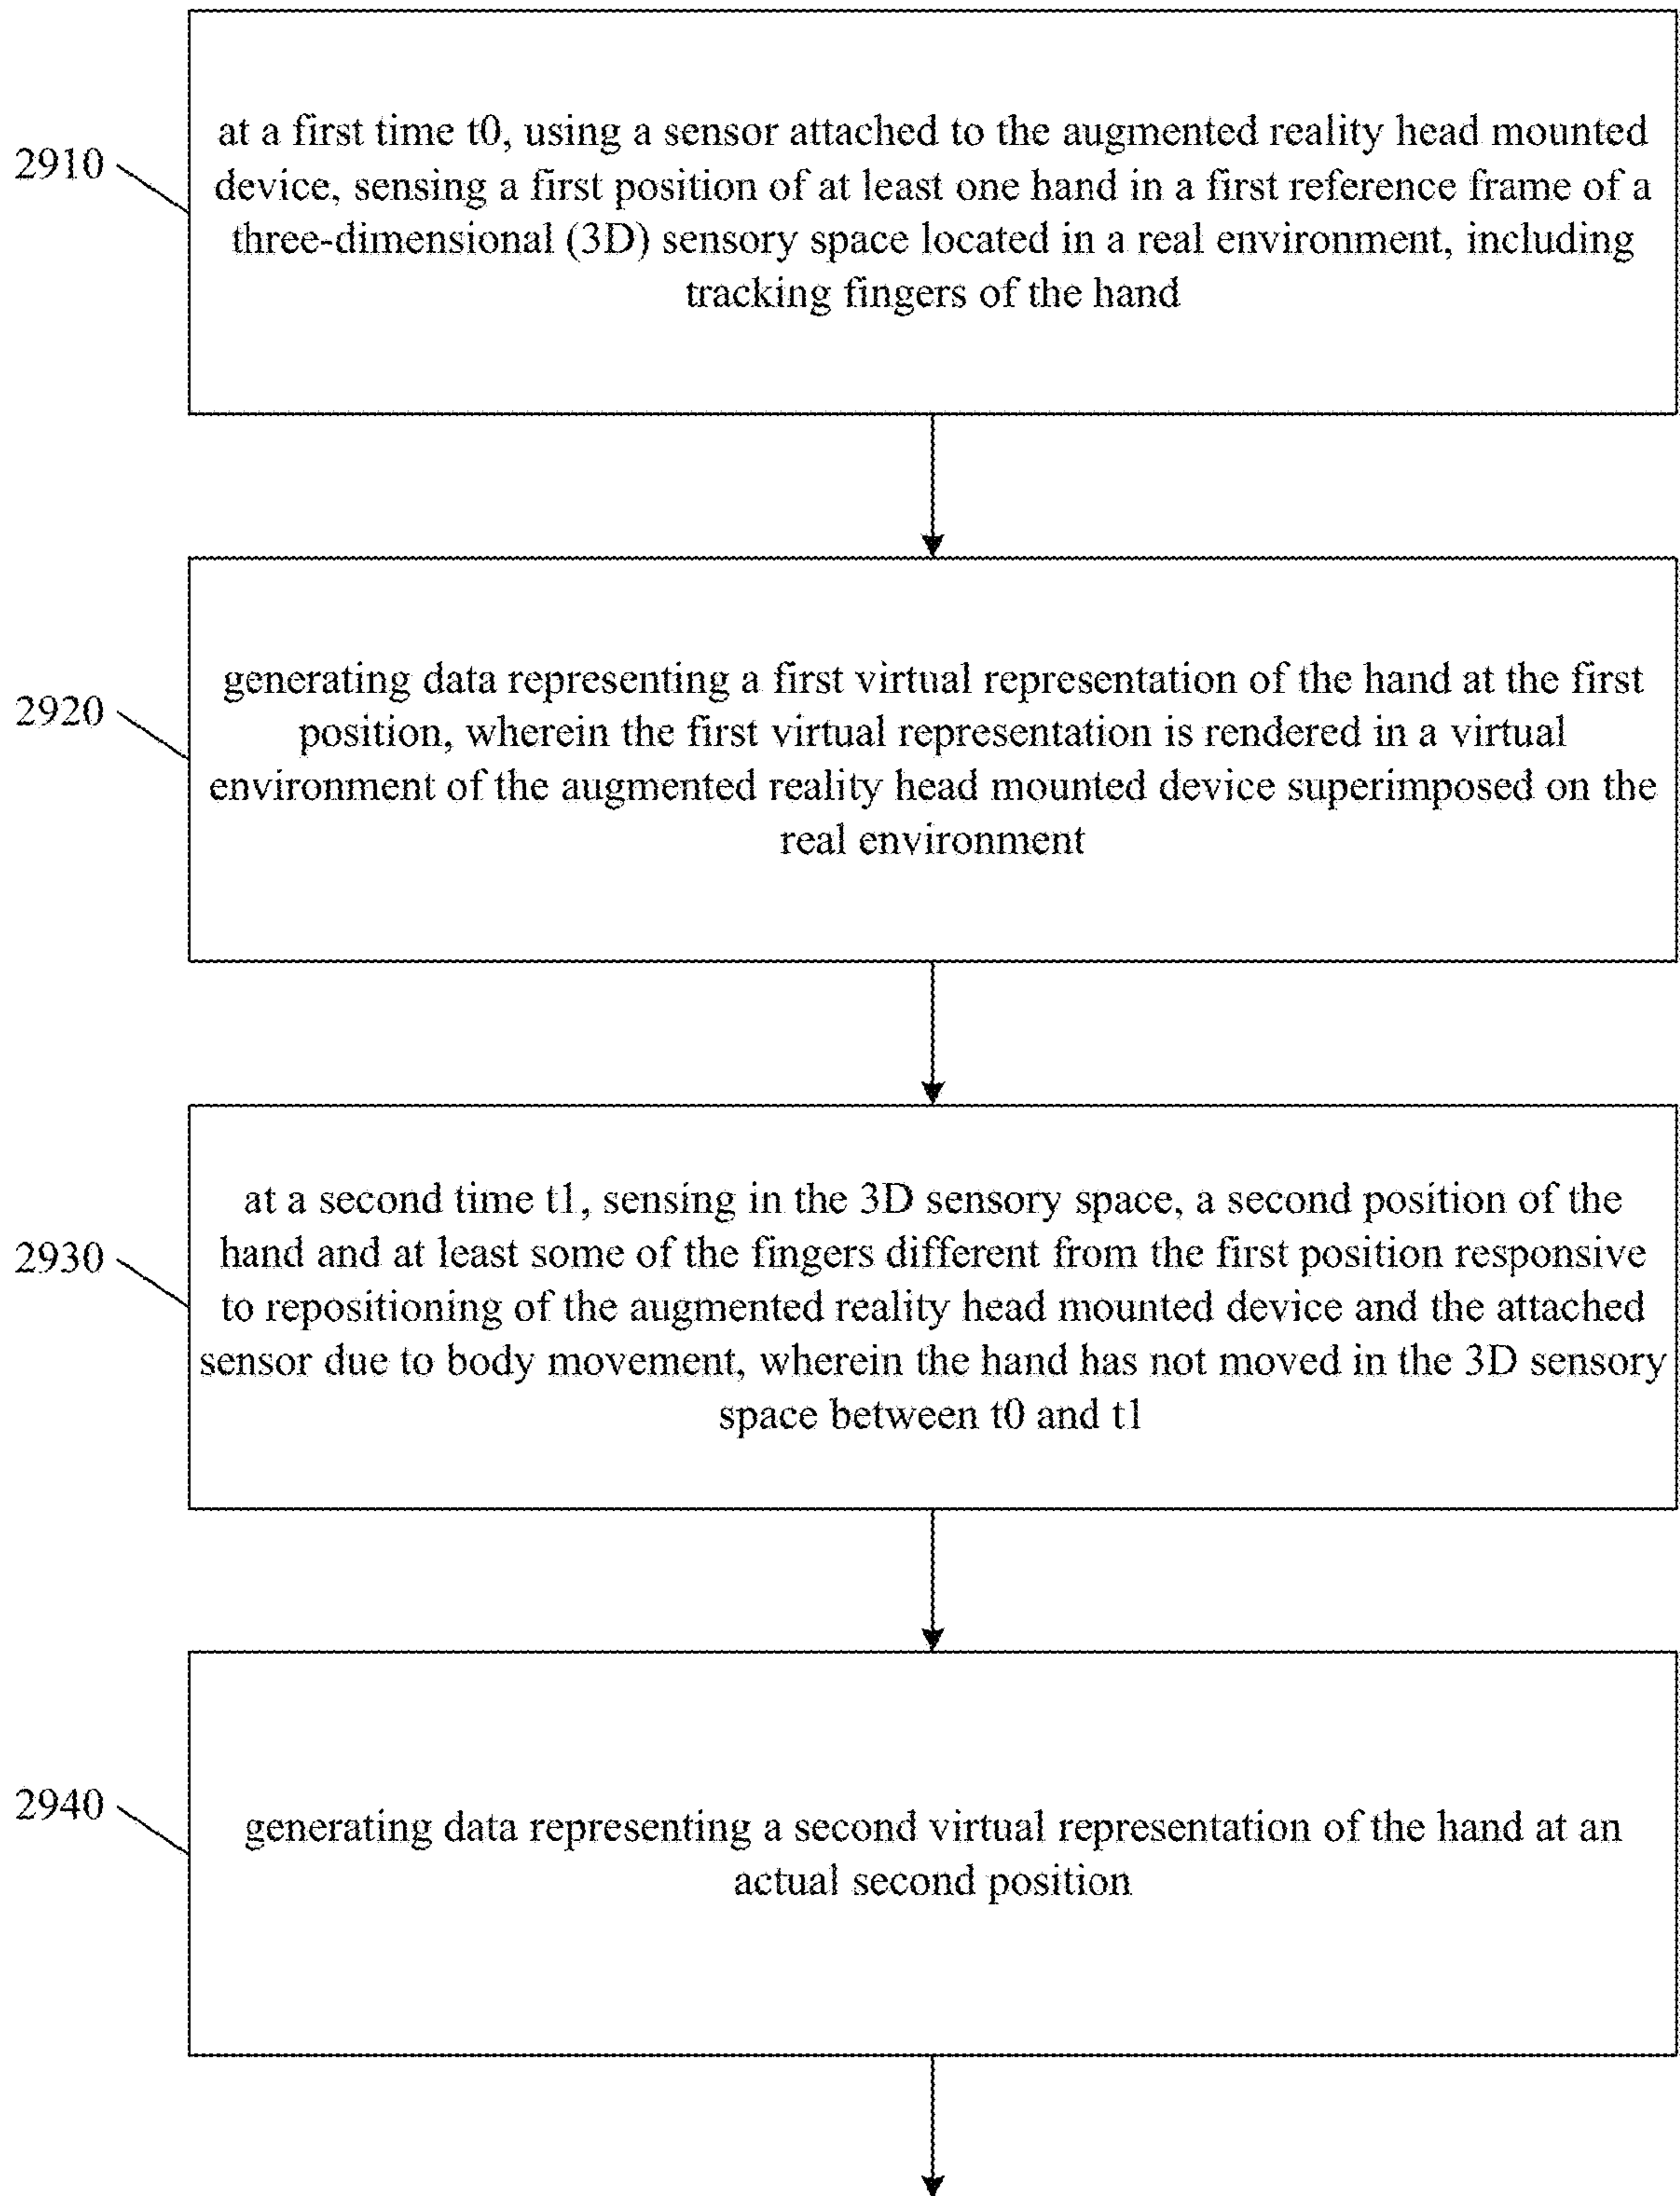 2910
at a first time t0, using a sensor attached to the augmented reality head mounted
device, sensing a first position of at least one hand in a first reference frame of a
three-dimensional (3D) sensory space located in a real environment, including
tracking fingers of the hand
2920
generating data representing a first virtual representation of the hand at the first
position, wherein the first virtual representation is rendered in a virtual
environment of the augmented reality head mounted device superimposed on the
real environment
2930
at a second time t1, sensing in the 3D sensory space, a second position of the
hand and at least some of the fingers different from the first position responsive
to repositioning of the augmented reality head mounted device and the attached
sensor due to body movement, wherein the hand has not moved in the 3D sensory
space between t0 and t1
2940
generating data representing a second virtual representation of the hand at an
actual second position